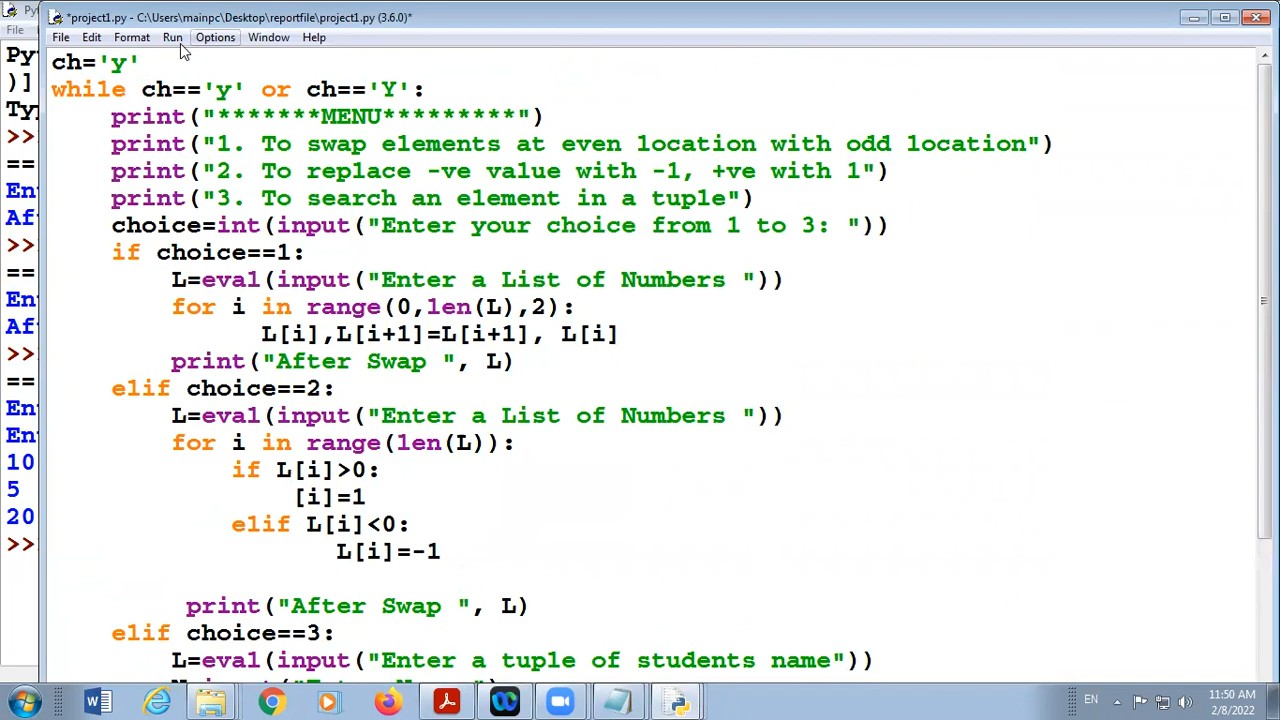 *project1.py - C:\Users\mainpc\Desktop\reportfile\project1.py (3.6.0)*
File Edit Format Run Options Window Help
ch='y'
while ch=='y' or ch=='Y':
print("*******MENU*********")
print("1. To swap elements at even location with odd location")
print("2. To replace -ve value with -1, +ve with 1")
print("3. To search an element in a tuple")
choice=int(input("Enter your choice from 1 to 3: "))
if choice==1:
L=eval(input("Enter a List of Numbers "))
for i in range(0,len(L),2):
L[i],L[i+1]=L[i+1], L[i]
print("After Swap ", L)
elif choice==2:
L=eval(input("Enter a List of Numbers "))
for i in range(len(L)):
if L[i]>0:
[i]=1
elif L[i]<0:
L[i]=-1
print("After Swap ", L)
elif choice==3:
L=eval(input("Enter a tuple of students name"))
File
)]
>>
==
>>
==
>>
==
10
5
20
>>
EN
11:50 AM
2/8/2022